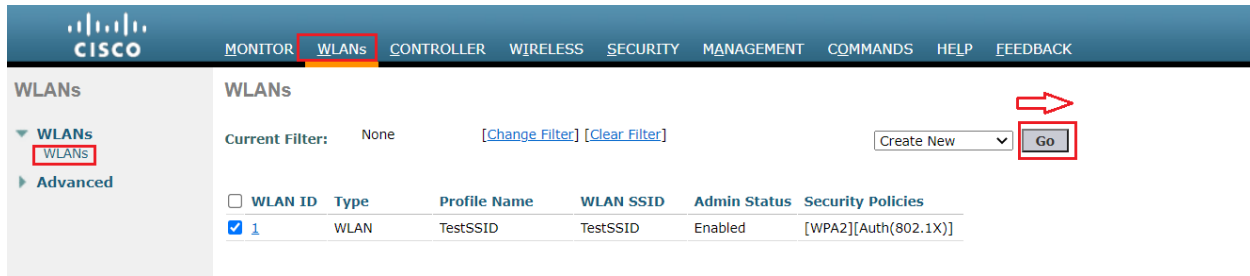 CISCO
MONITOR WLANs CONTROLLER WIRELESS SECURITY MANAGEMENT COMMANDS HELP FEEDBACK
WLANs
WLANs
WLANs
Advanced
WLANs
Current Filter: None [Change Filter] [Clear Filter] Create New Go
WLAN ID Type Profile Name WLAN SSID Admin Status Security Policies
1 WLAN TestSSID TestSSID Enabled [WPA2][Auth(802.1X)]